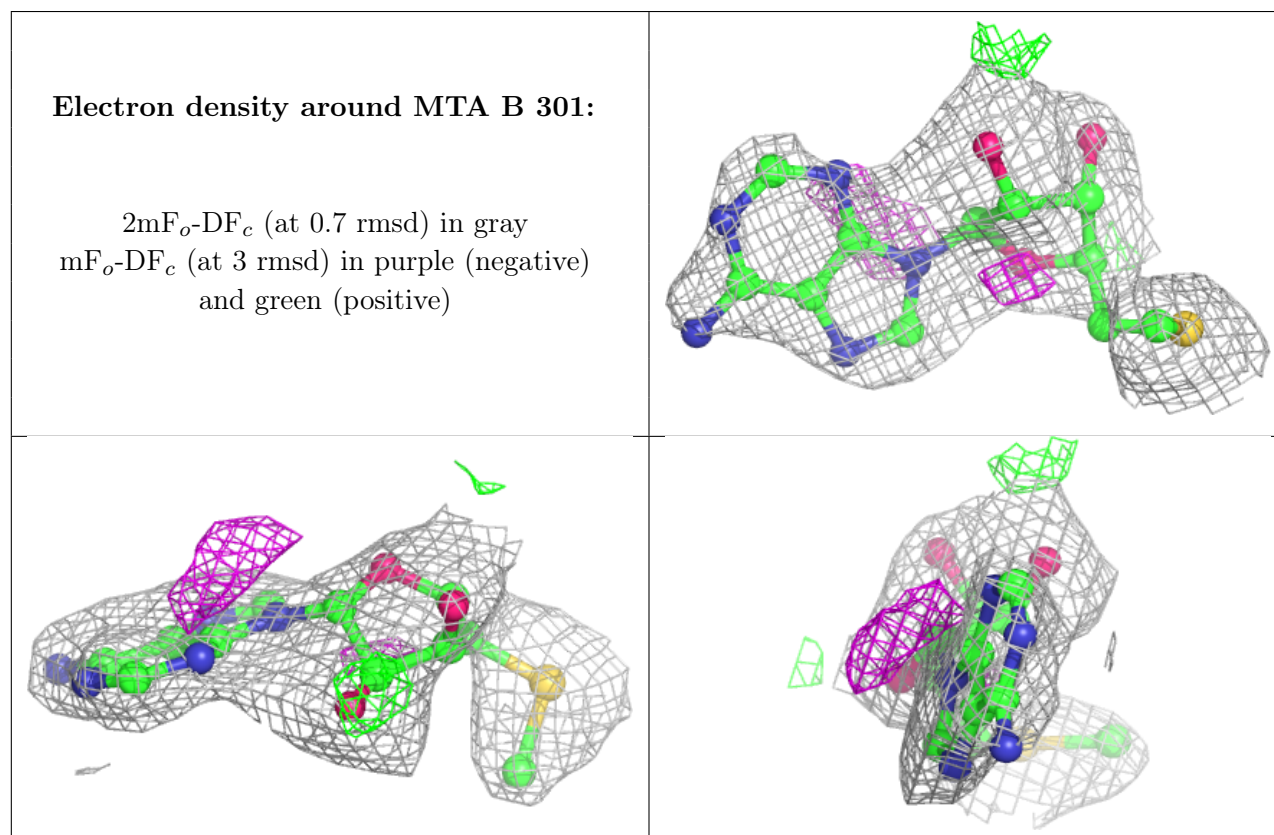 Electron density around MTA B 301:
2mFo-DFc (at 0.7 rmsd) in gray
mFo-DFc (at 3 rmsd) in purple (negative)
and green (positive)